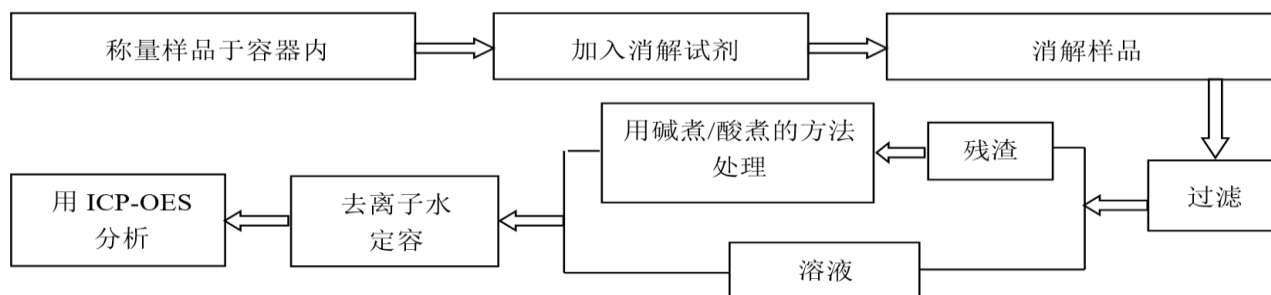 称量样品于容器内
加入消解试剂
消解样品
过滤
残渣
用碱煮/酸煮的方法
处理
溶液
去离子水
定容
用 ICP-OES
分析